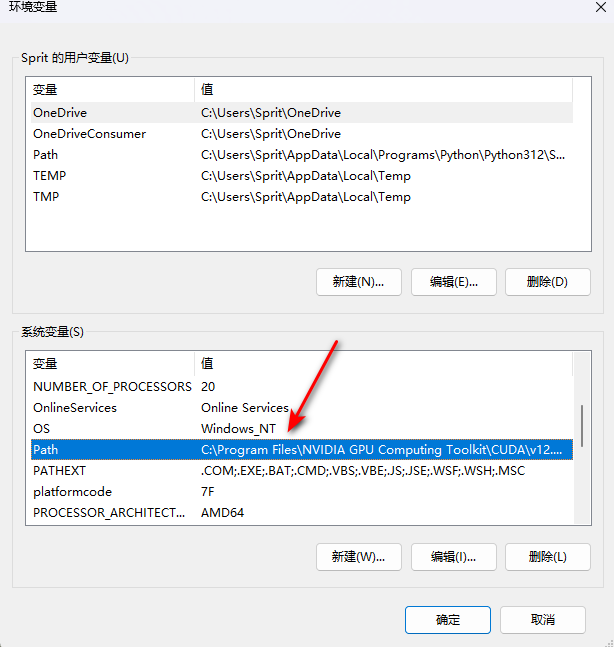 环境变量
Sprit 的用户变量(U)
变量 值
OneDrive C:\Users\Sprit\OneDrive
OneDriveConsumer C:\Users\Sprit\OneDrive
Path C:\Users\Sprit\AppData\Local\Programs\Python\Python312\S...
TEMP C:\Users\Sprit\AppData\Local\Temp
TMP C:\Users\Sprit\AppData\Local\Temp
新建(N)... 编辑(E)... 删除(D)
系统变量(S)
变量 值
NUMBER_OF_PROCESSORS 20
OnlineServices Online Services
OS Windows_NT
Path C:\Program Files\NVIDIA GPU Computing Toolkit\CUDA\v12....
PATHEXT .COM;.EXE;.BAT;.CMD;.VBS;.VBE;.JS;.JSE;.WSF;.WSH;.MSC
platformcode 7F
PROCESSOR_ARCHITECT... AMD64
新建(W)... 编辑(I)... 删除(L)
确定 取消